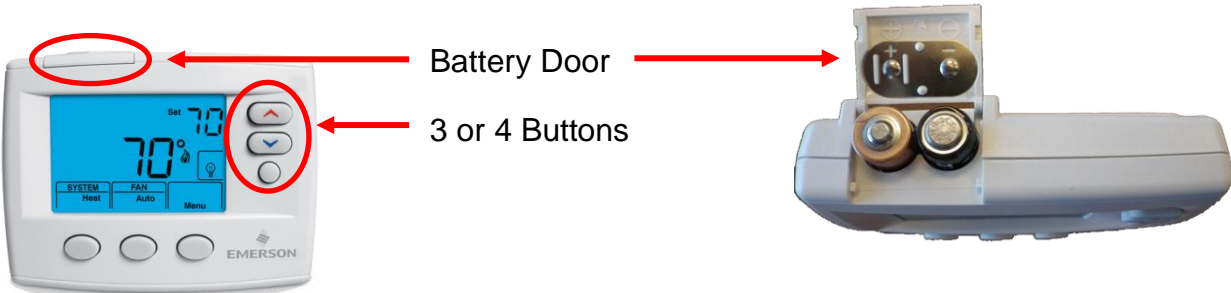 Battery Door
3 or 4 Buttons
Set 70
70°
SYSTEM
Heat
FAN
Auto
Menu
EMERSON
+ -